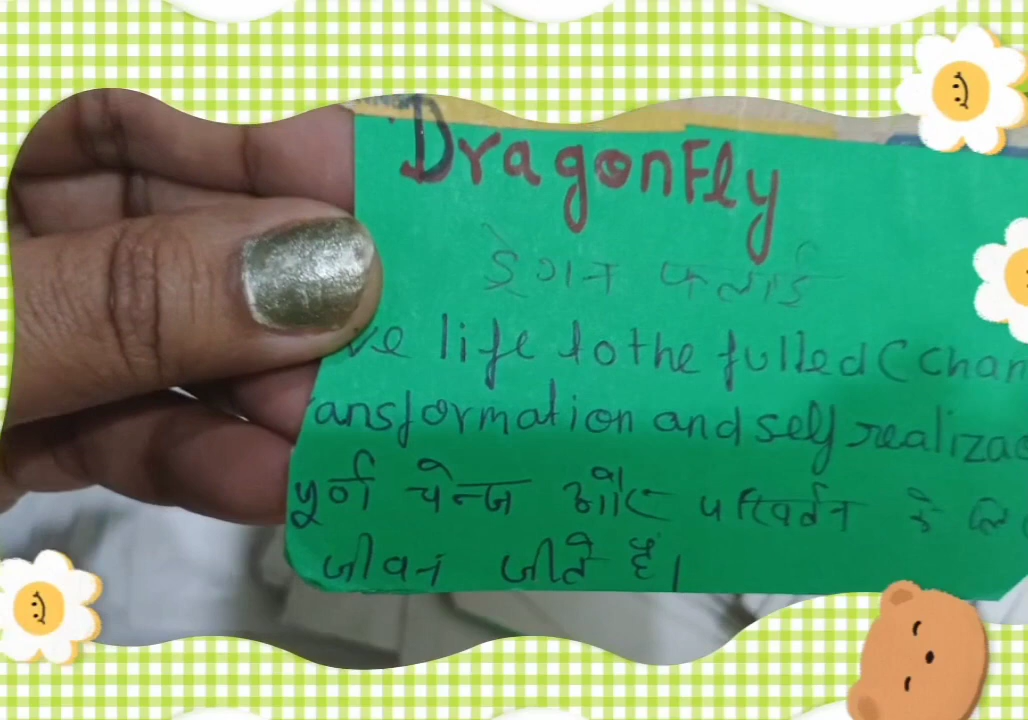 DragonFly
ड्रेगन फ्लाई
ve life to the fulled (Chan
ansformation and self realiza
पूर्ण चेन्ज और परिवर्तन के लि
जीवन जीते है।